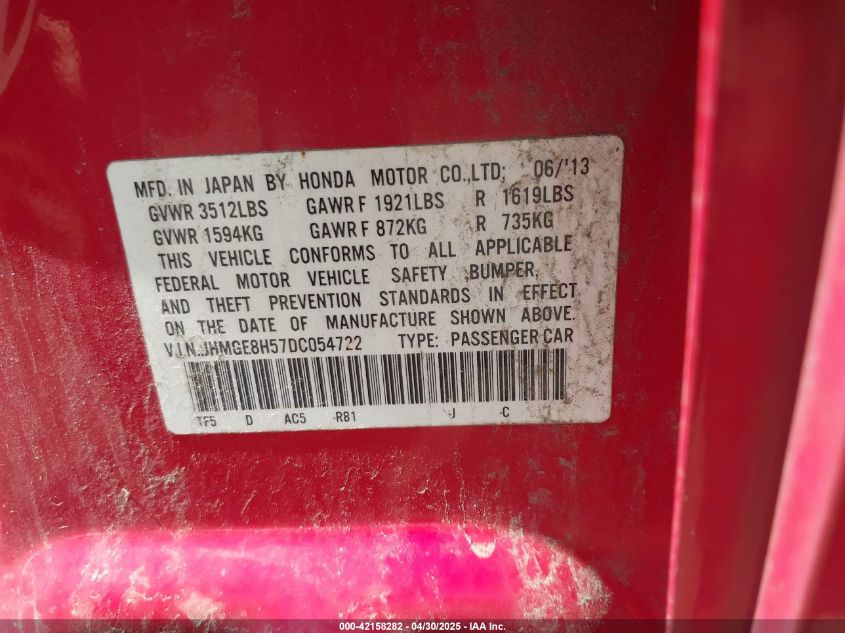 MFD. IN JAPAN BY HONDA MOTOR CO.,LTD; 06/'13
GVWR 3512LBS GAWR F 1921LBS R 1619LBS
GVWR 1594KG GAWR F 872KG R 735KG
THIS VEHICLE CONFORMS TO ALL APPLICABLE
FEDERAL MOTOR VEHICLE SAFETY ,BUMPER,
AND THEFT PREVENTION STANDARDS IN EFFECT
ON THE DATE OF MANUFACTURE SHOWN ABOVE.
V.I.N.:JHMGE8H57DC054722 TYPE: PASSENGER CAR
TF5 D AC5 -R81 -J -C
000-42158282 - 04/30/2025 - IAA Inc.